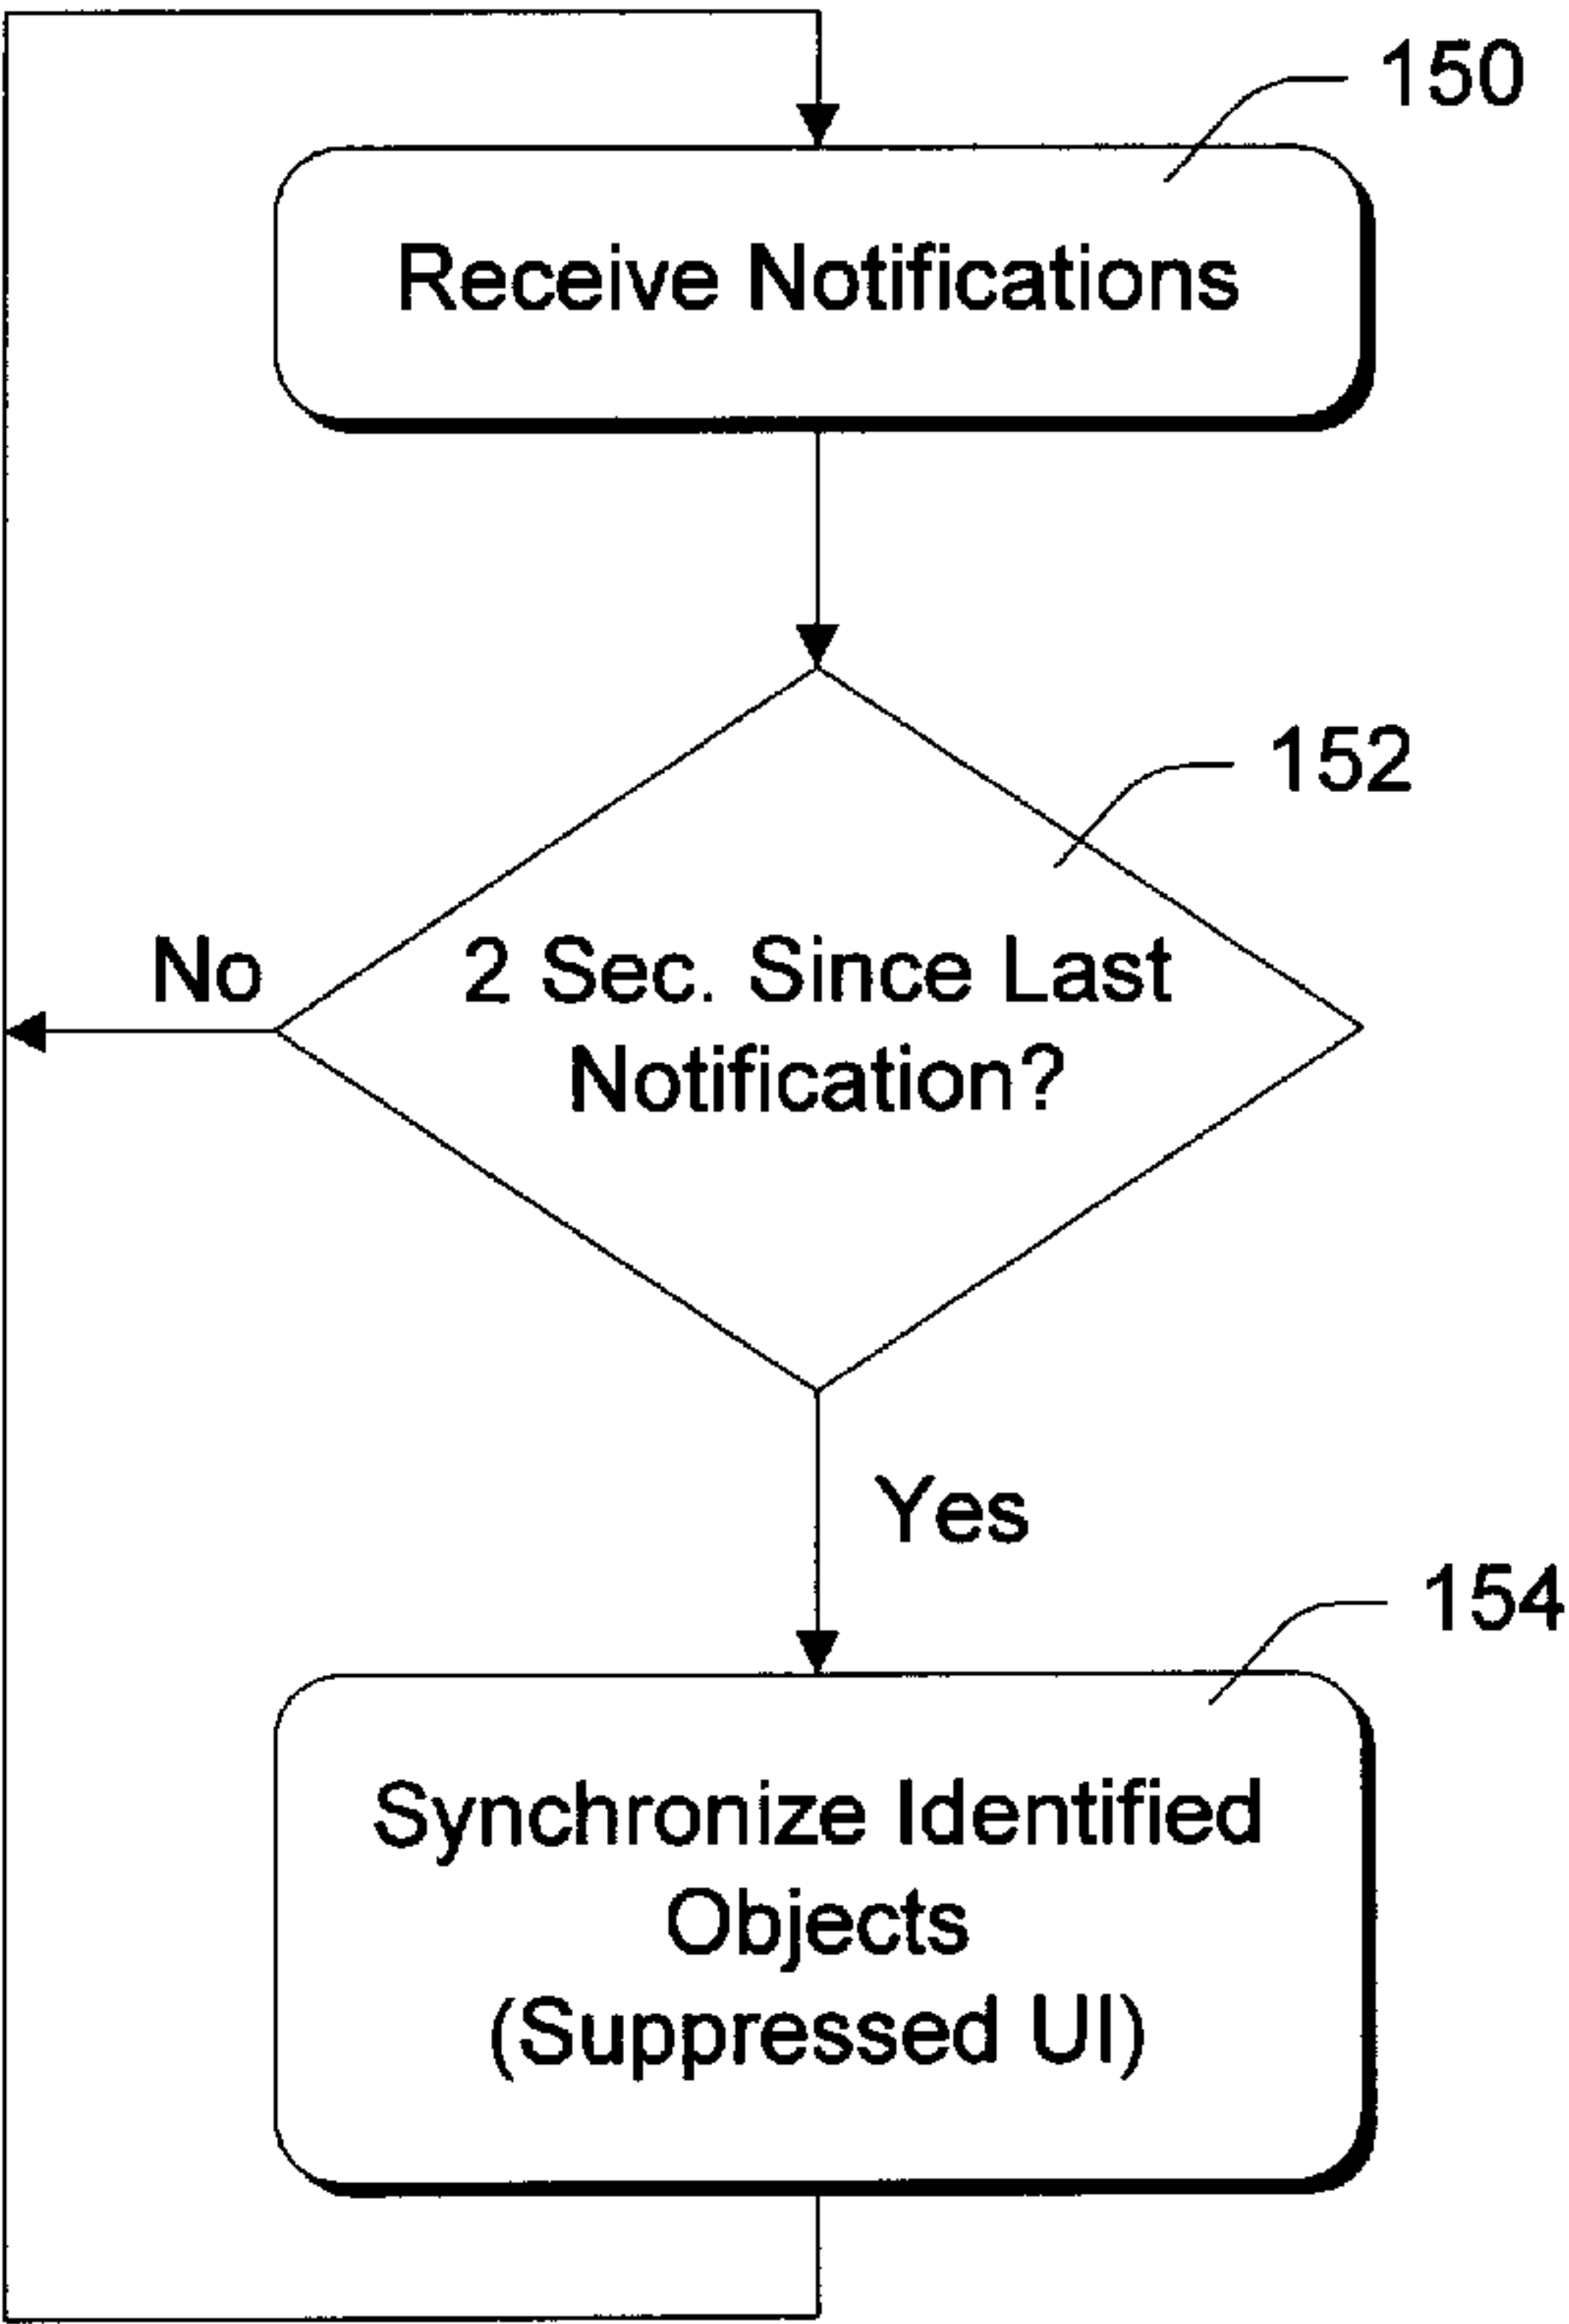 150
Receive Notifications
152
No
2 Sec. Since Last
Notification?
Yes
154
Synchronize Identified
Objects
(Suppressed UI)